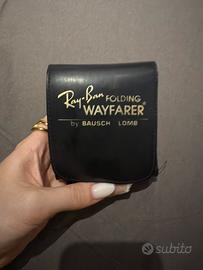 Ray-Ban FOLDING
WAYFARER®
by BAUSCH LOMB
subito